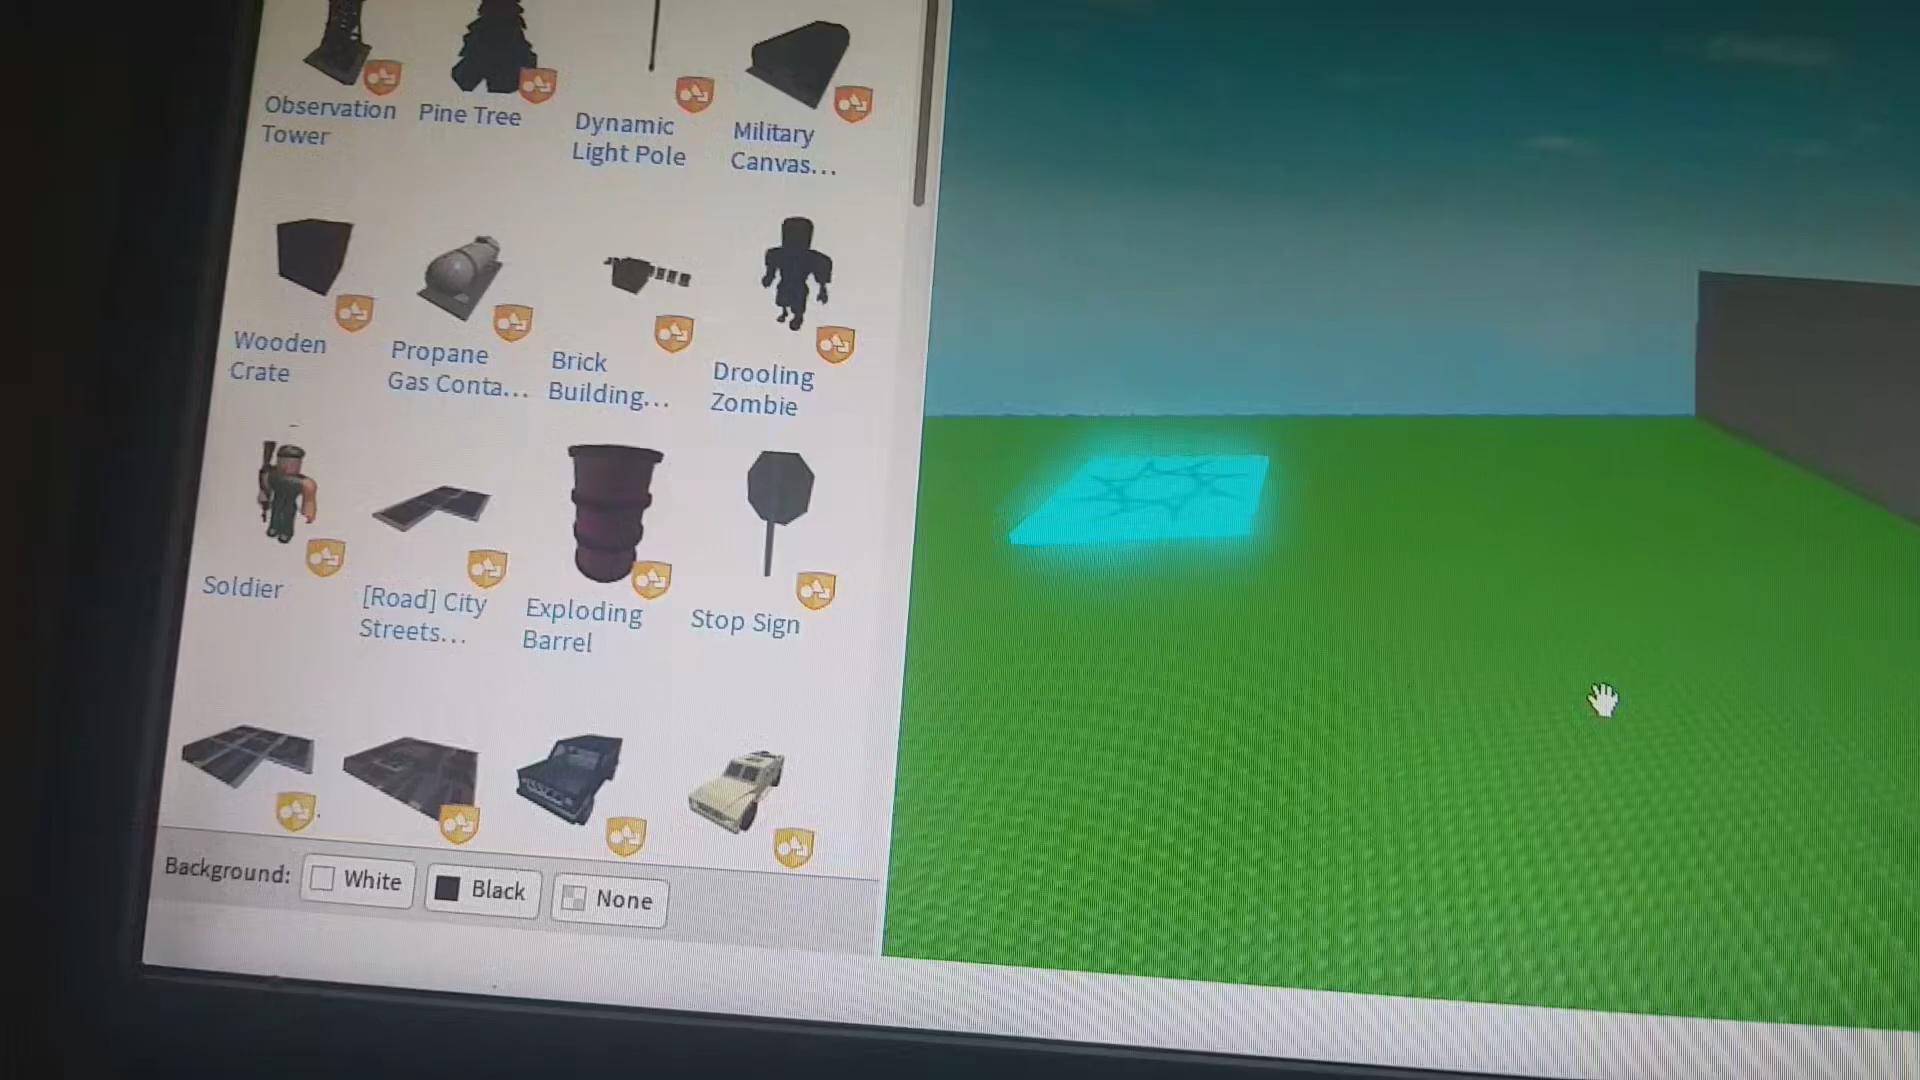 Observation
Tower
Pine Tree
Dynamic
Light Pole
Military
Canvas...
Wooden
Crate
Propane
Gas Conta...
Brick
Building...
Drooling
Zombie
Soldier
[Road] City
Streets...
Exploding
Barrel
Stop Sign
Background:
White
Black
None